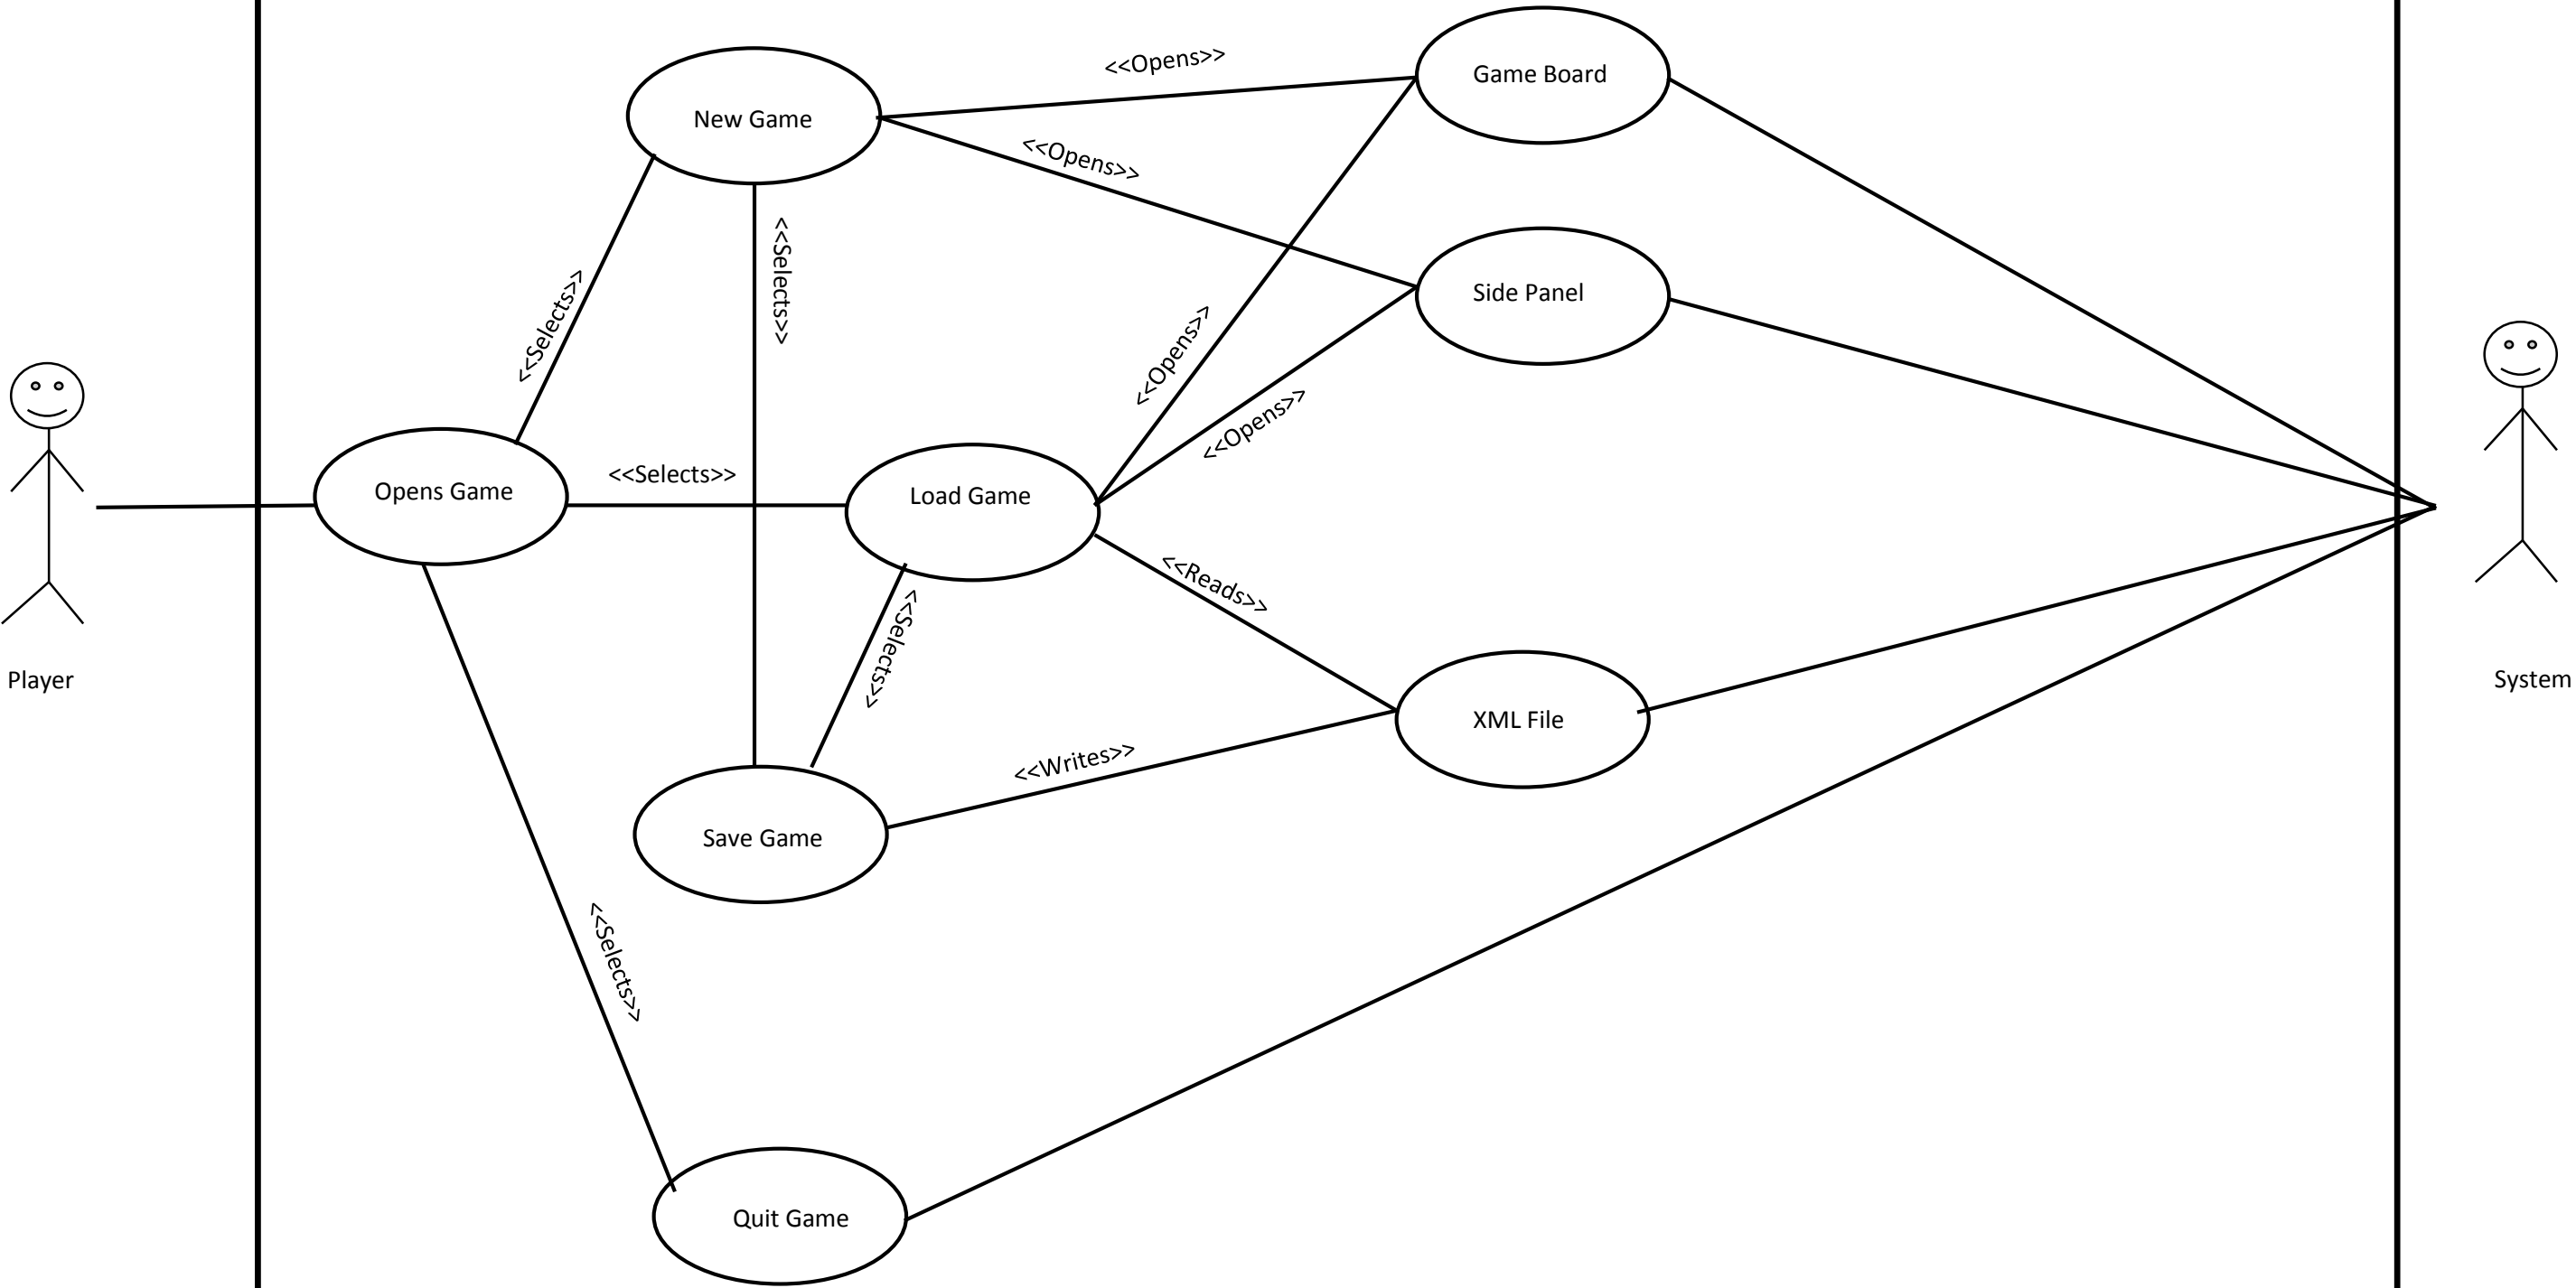 <<Opens>>
Game Board
New Game
<<Opens>>
<<Selects>>
<<Selects>>
Side Panel
<<Opens>>
<<Opens>>
Opens Game
<<Selects>>
Load Game
<<Reads>>
<<Selects>>
Player
System
XML File
<<Writes>>
Save Game
<<Selects>>
Quit Game